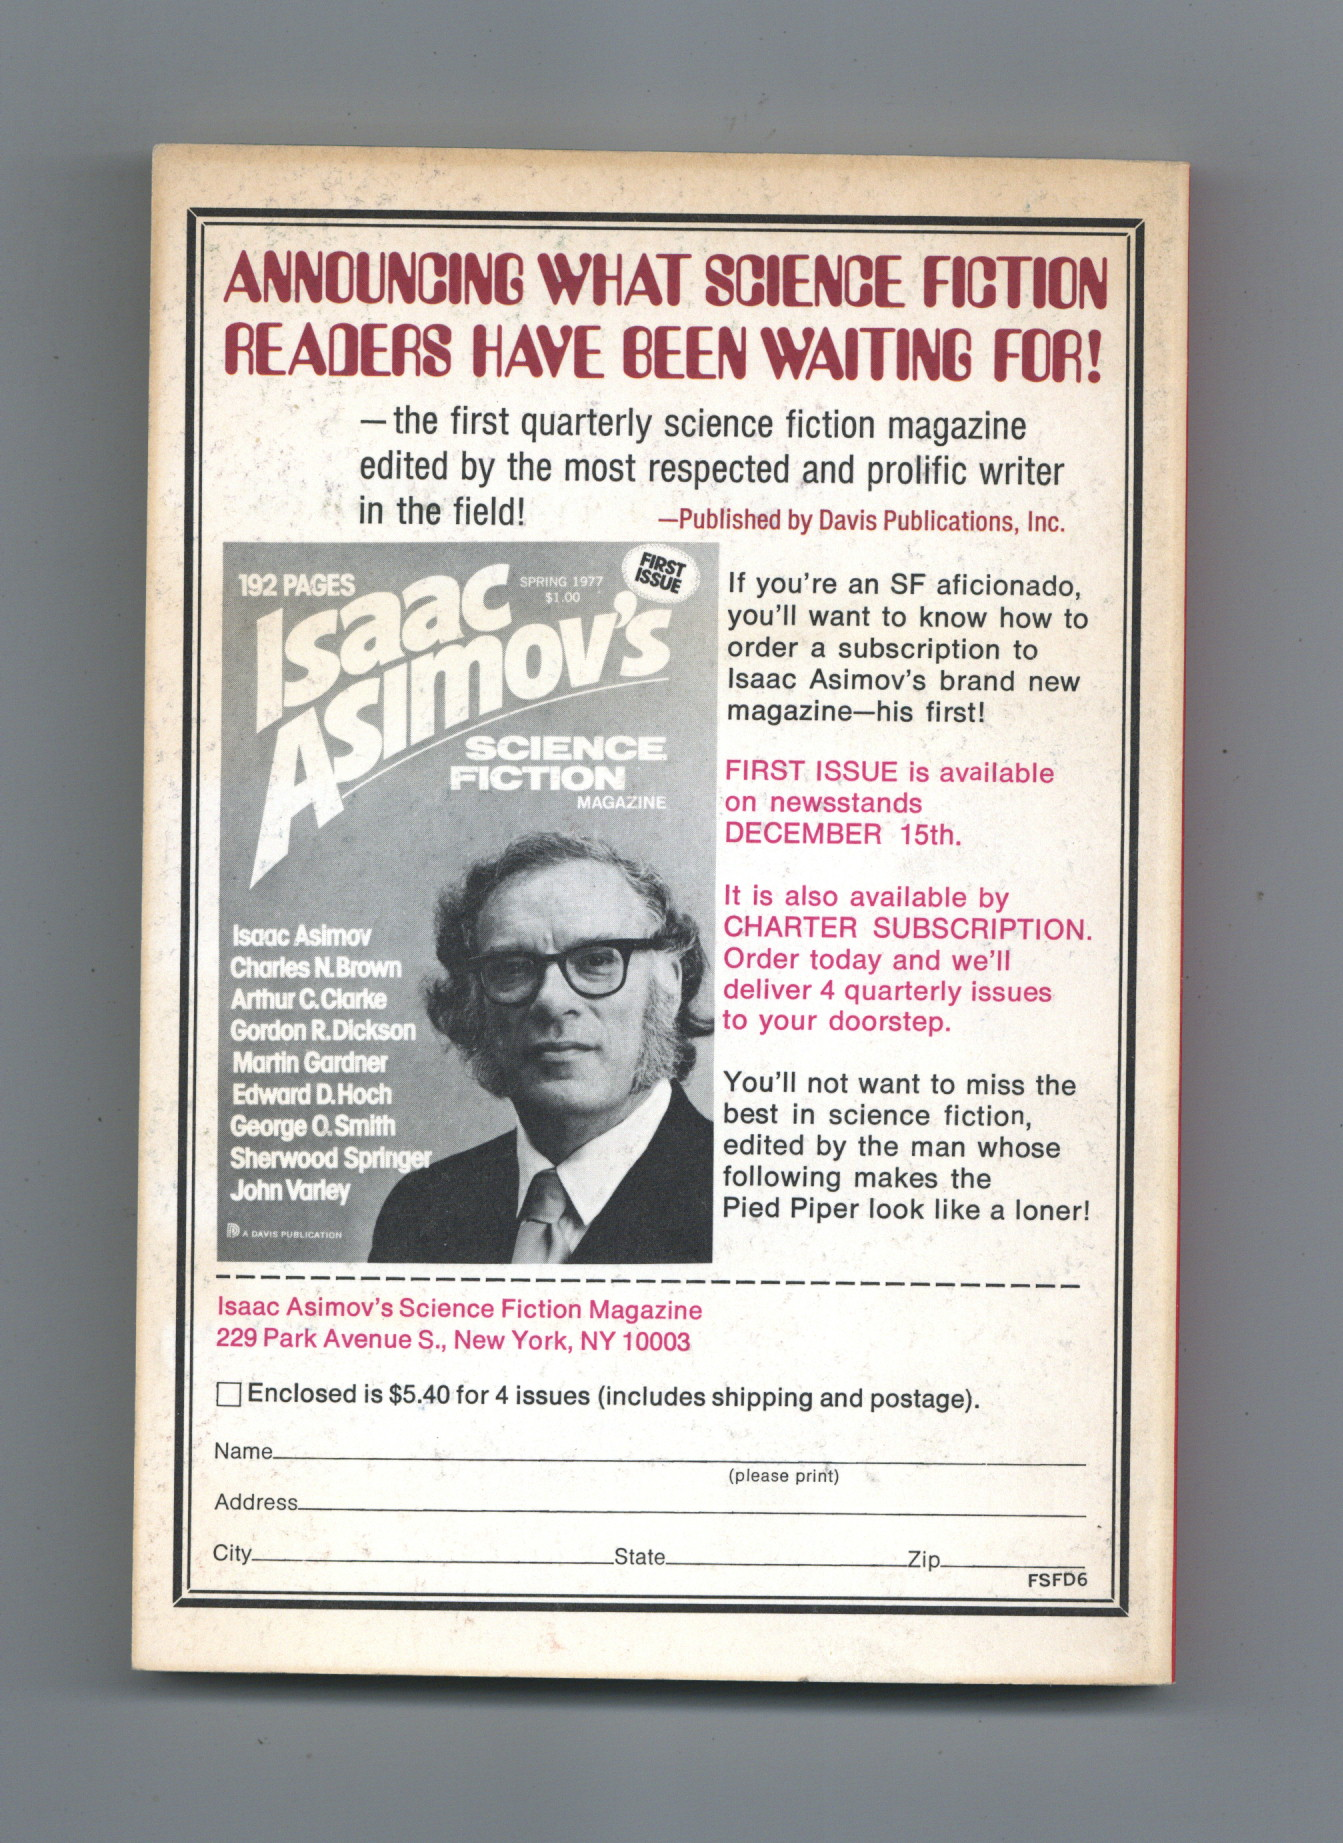 ANNOUNCING WHAT SCIENCE FICTION
READERS HAVE BEEN WAITING FOR!
—the first quarterly science fiction magazine
edited by the most respected and prolific writer
in the field!
—Published by Davis Publications, Inc.
192 PAGES
SPRING 1977
$1.00
FIRST
ISSUE
Isaac
Asimov's
SCIENCE
FICTION
MAGAZINE
Isaac Asimov
Charles N. Brown
Arthur C. Clarke
Gordon R. Dickson
Martin Gardner
Edward D. Hoch
George O. Smith
Sherwood Springer
John Varley
A DAVIS PUBLICATION
If you're an SF aficionado,
you'll want to know how to
order a subscription to
Isaac Asimov's brand new
magazine—his first!
FIRST ISSUE is available
on newsstands
DECEMBER 15th.
It is also available by
CHARTER SUBSCRIPTION.
Order today and we'll
deliver 4 quarterly issues
to your doorstep.
You'll not want to miss the
best in science fiction,
edited by the man whose
following makes the
Pied Piper look like a loner!
Isaac Asimov's Science Fiction Magazine
229 Park Avenue S., New York, NY 10003
Enclosed is $5.40 for 4 issues (includes shipping and postage).
Name
(please print)
Address
City State Zip
FSFD6